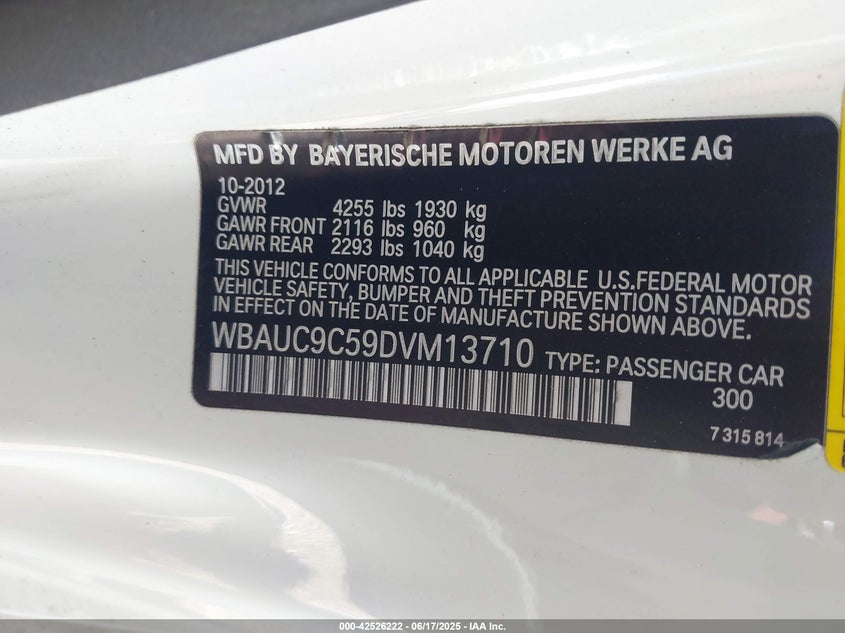 MFD BY BAYERISCHE MOTOREN WERKE AG
10-2012
GVWR 4255 lbs 1930 kg
GAWR FRONT 2116 lbs 960 kg
GAWR REAR 2293 lbs 1040 kg
THIS VEHICLE CONFORMS TO ALL APPLICABLE U.S.FEDERAL MOTOR
VEHICLE SAFETY, BUMPER AND THEFT PREVENTION STANDARDS
IN EFFECT ON THE DATE OF MANUFACTURE SHOWN ABOVE.
WBAUC9C59DVM13710 TYPE: PASSENGER CAR
300
7 315 814
000-42526222 - 06/17/2025 - IAA Inc.